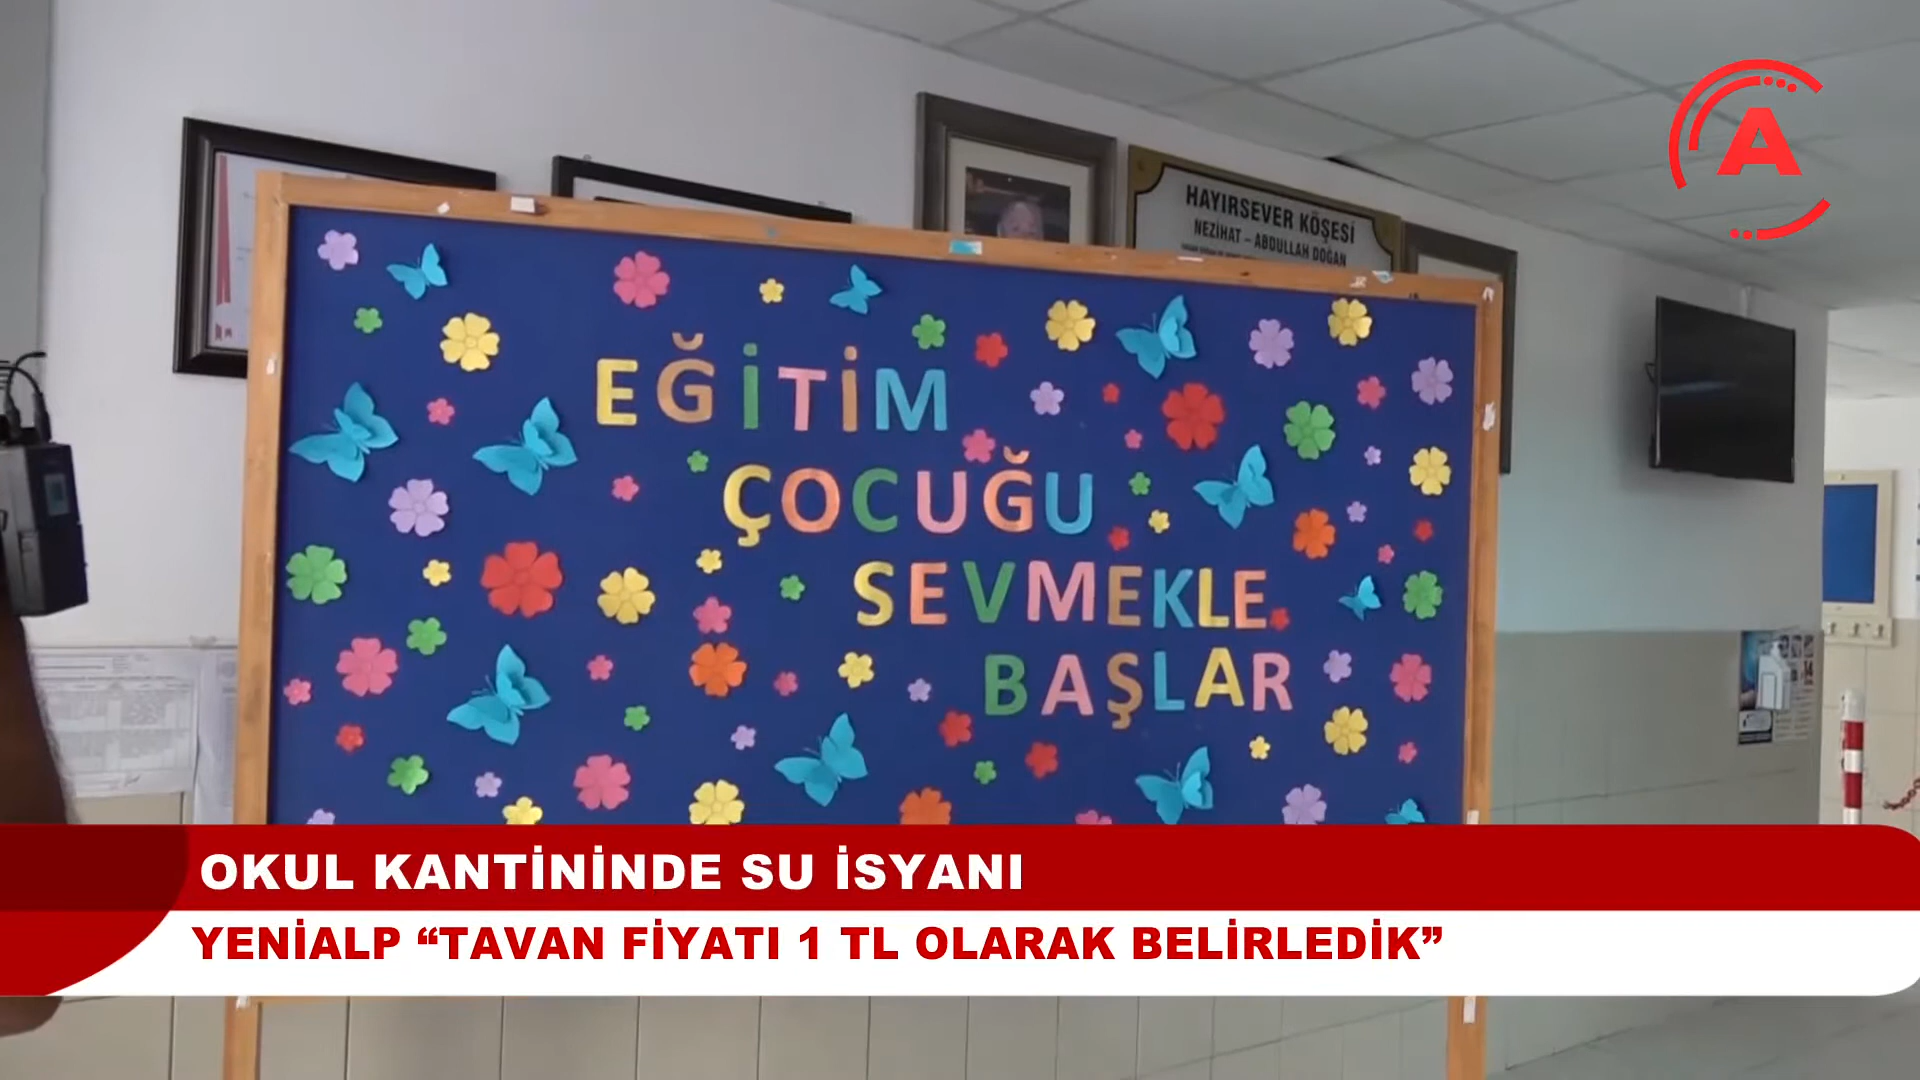 A
HAYIRSEVER KÖŞESİ
NEZİHAT – ABDULLAH DOĞAN
EĞİTİM
ÇOCUĞU
SEVMEKLE
BAŞLAR
OKUL KANTİNİNDE SU İSYANI
YENİALP “TAVAN FİYATI 1 TL OLARAK BELİRLEDİK”